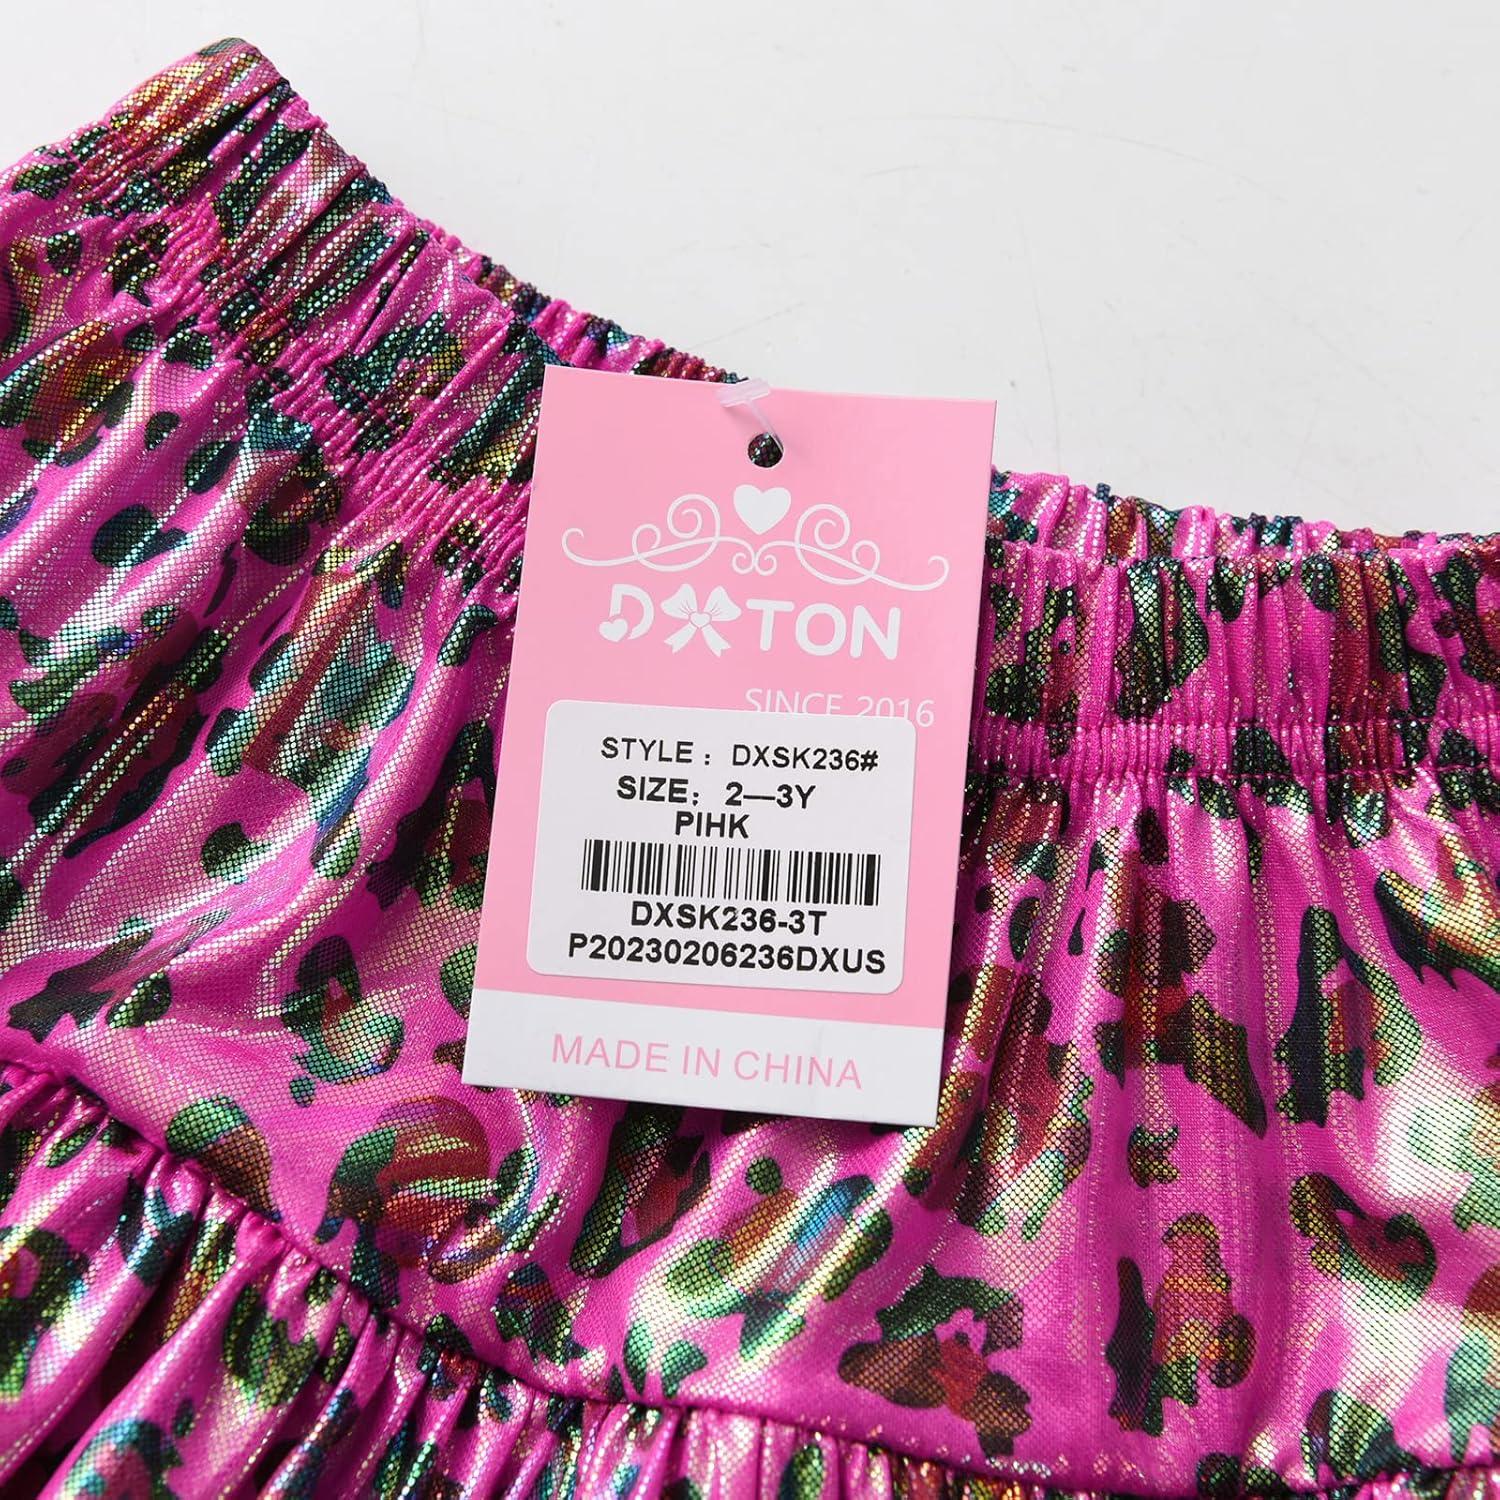 DXTON
SINCE 2016
STYLE : DXSK236#
SIZE: 2—3Y
PIHK
DXSK236-3T
P20230206236DXUS
MADE IN CHINA